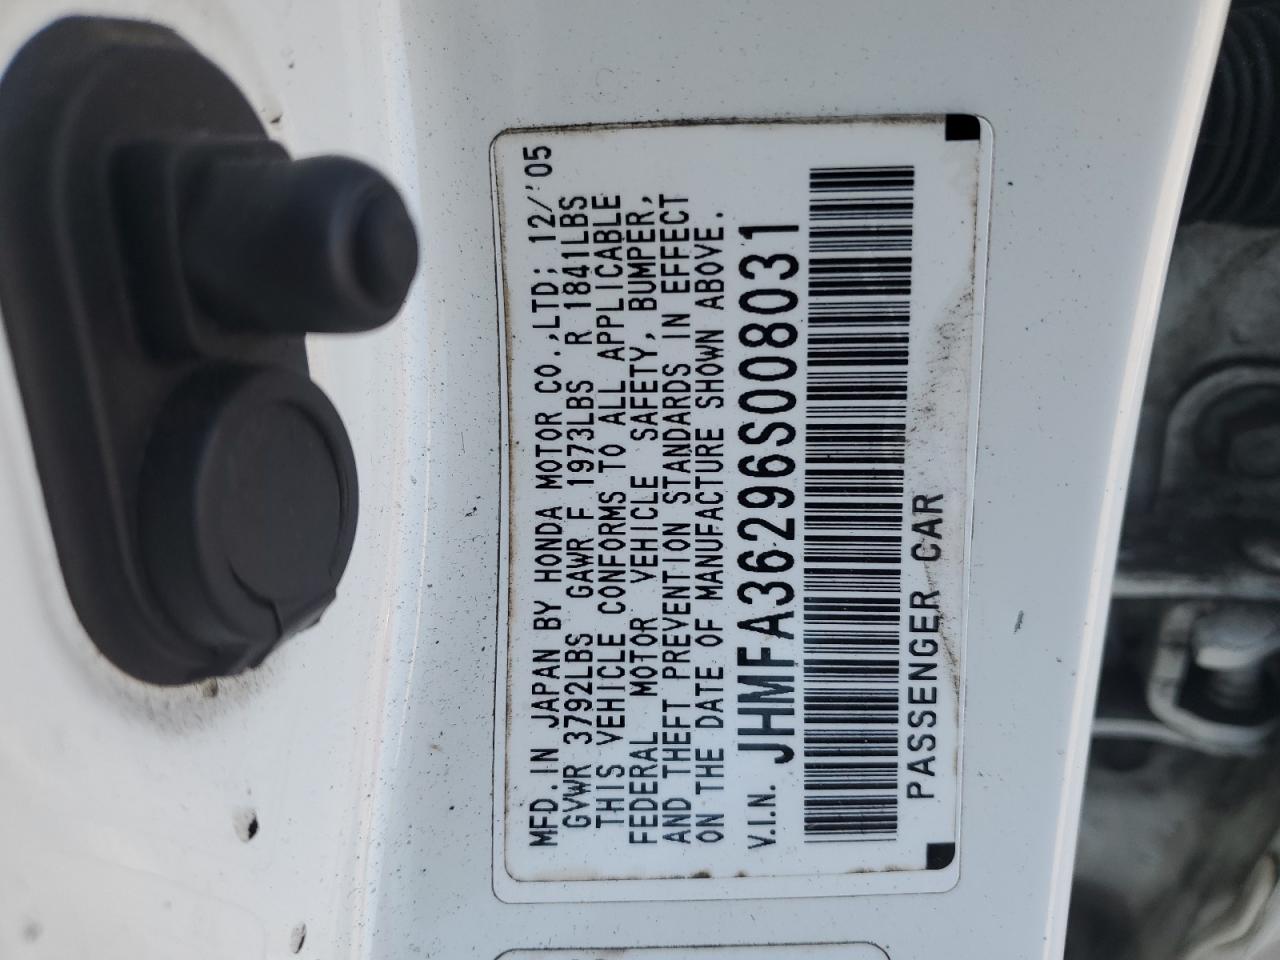 MFD. IN JAPAN BY HONDA MOTOR CO.,LTD; 12/'05
GVWR 3792LBS GAWR F 1973LBS R 1841LBS
THIS VEHICLE CONFORMS TO ALL APPLICABLE
FEDERAL MOTOR VEHICLE SAFETY, BUMPER,
AND THEFT PREVENTION STANDARDS IN EFFECT
ON THE DATE OF MANUFACTURE SHOWN ABOVE.
V.I.N. JHMFA36296S008031
PASSENGER CAR